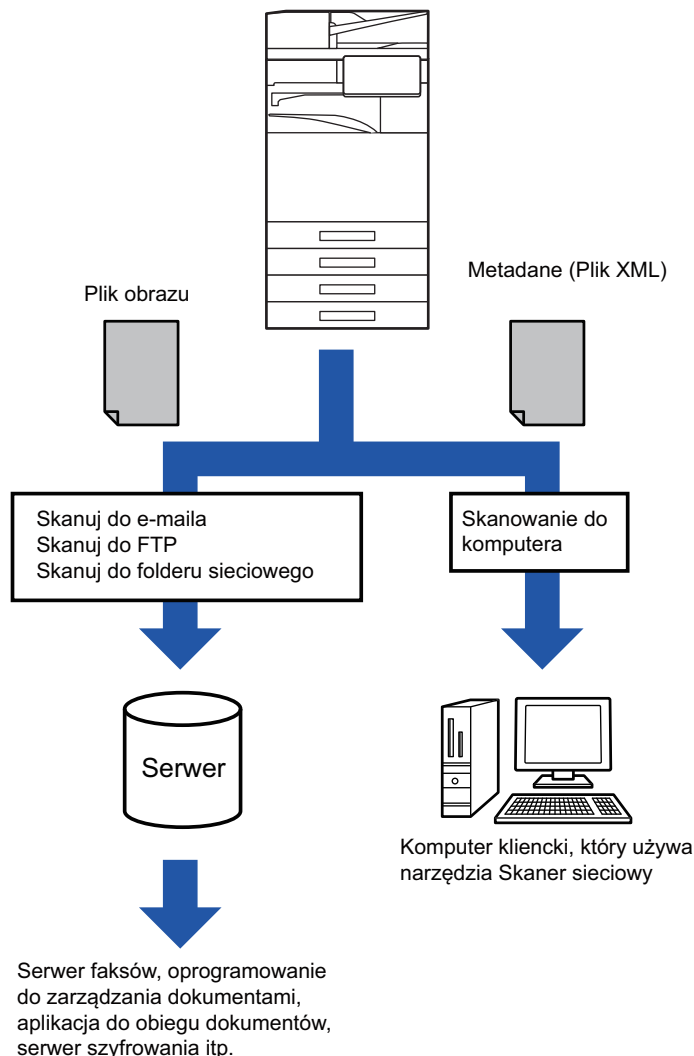 Metadane (Plik XML)
Plik obrazu
Skanuj do e-maila
Skanuj do FTP
Skanuj do folderu sieciowego
Skanowanie do
komputera
Serwer
Komputer kliencki, który używa
narzędzia Skaner sieciowy
Serwer faksów, oprogramowanie
do zarządzania dokumentami,
aplikacja do obiegu dokumentów,
serwer szyfrowania itp.